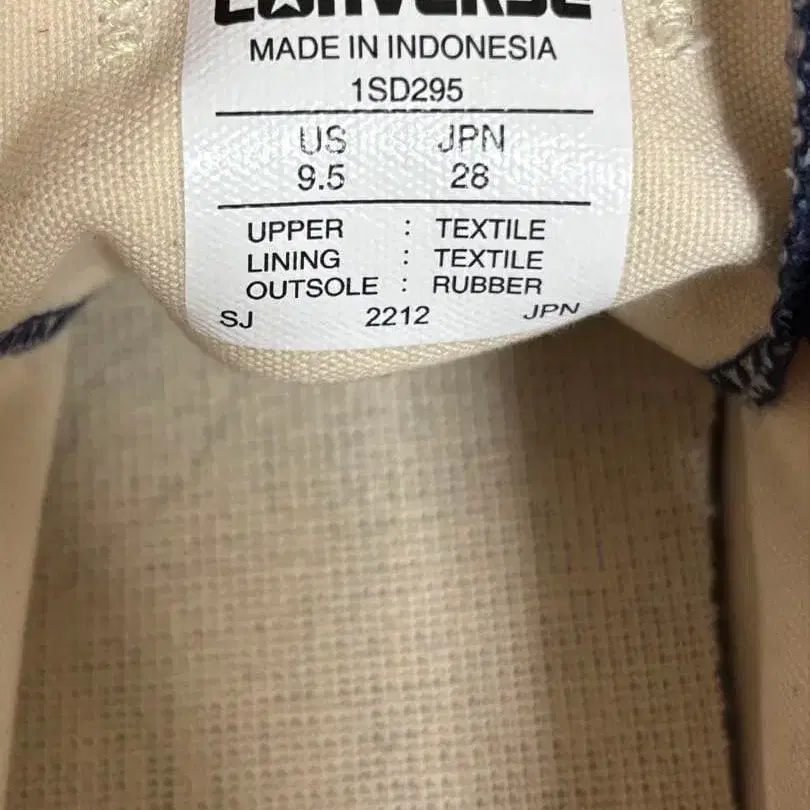 CONVERSE
MADE IN INDONESIA
1SD295
US JPN
9.5 28
UPPER : TEXTILE
LINING : TEXTILE
OUTSOLE : RUBBER
SJ 2212 JPN